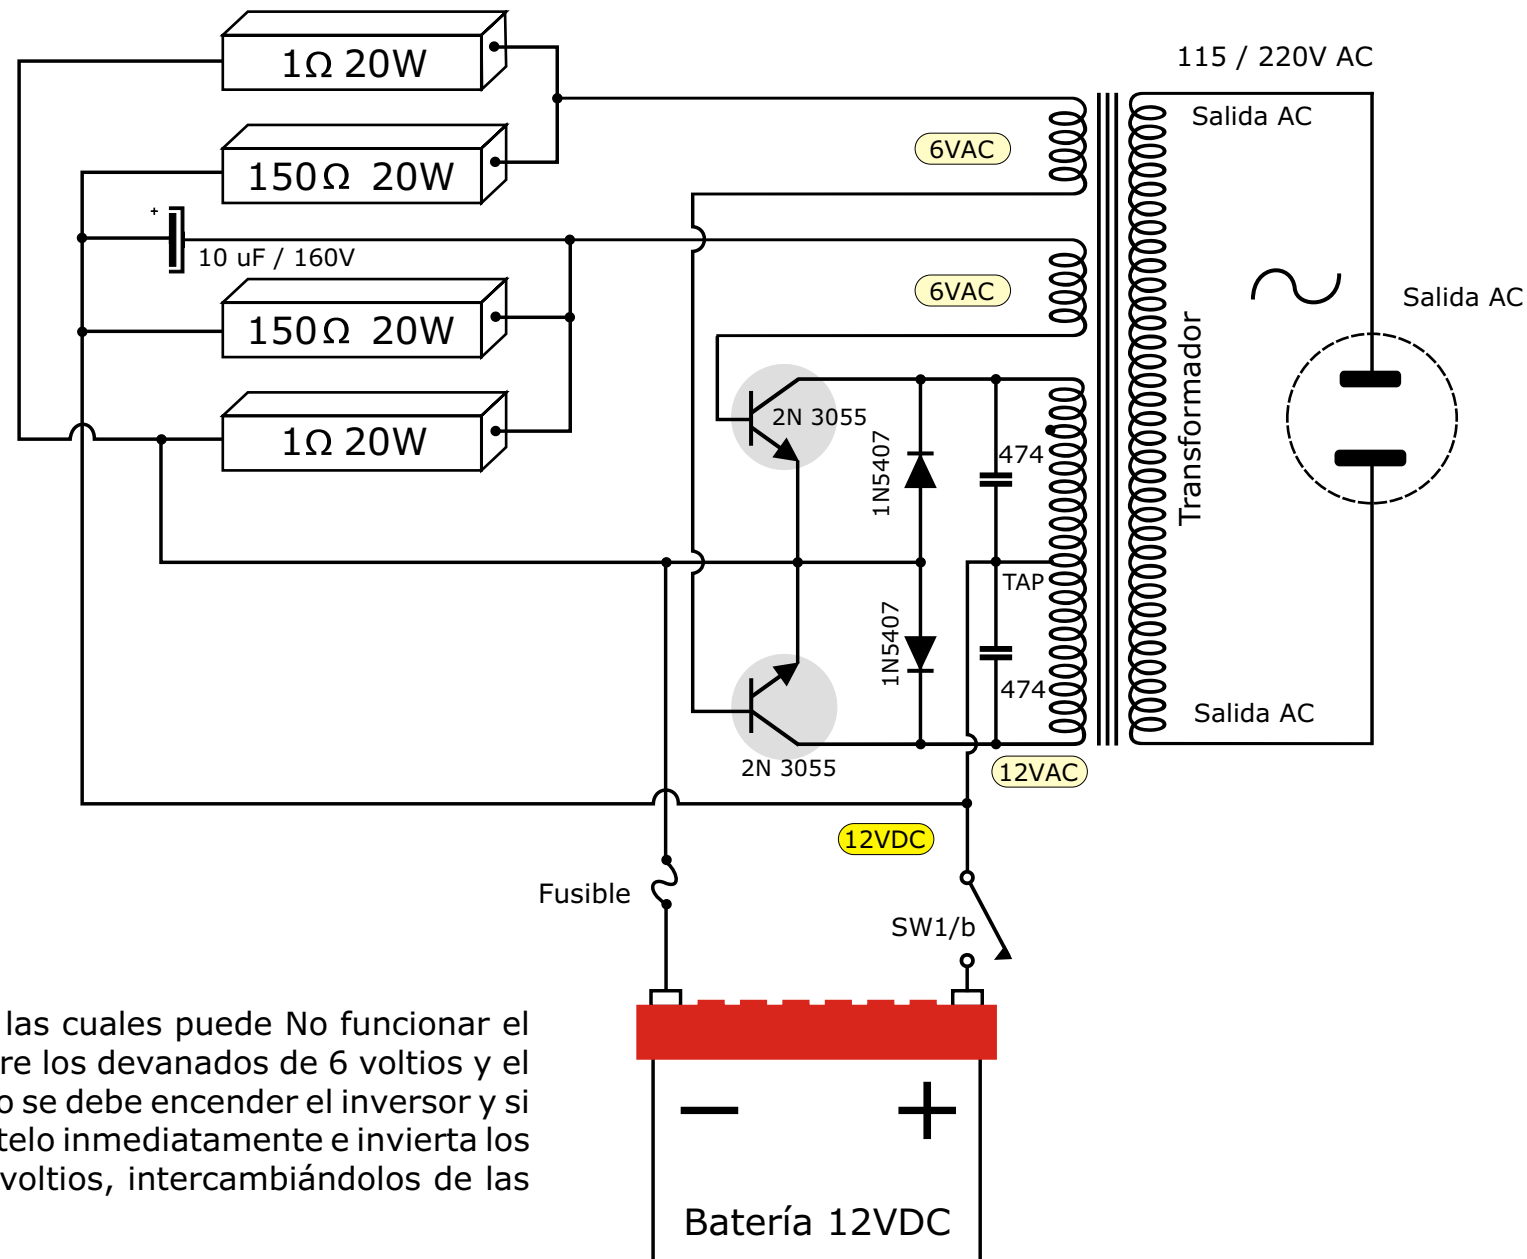 1Ω 20W
115 / 220V AC
Salida AC
6VAC
150Ω 20W
+
10 uF / 160V
6VAC
Salida AC
150Ω 20W
Transformador
2N 3055
1N5407
474
1Ω 20W
TAP
1N5407
474
Salida AC
2N 3055
12VAC
12VDC
Fusible
SW1/b
las cuales puede No funcionar el
re los devanados de 6 voltios y el
o se debe encender el inversor y si
telo inmediatamente e invierta los
voltios, intercambiándolos de las
Batería 12VDC